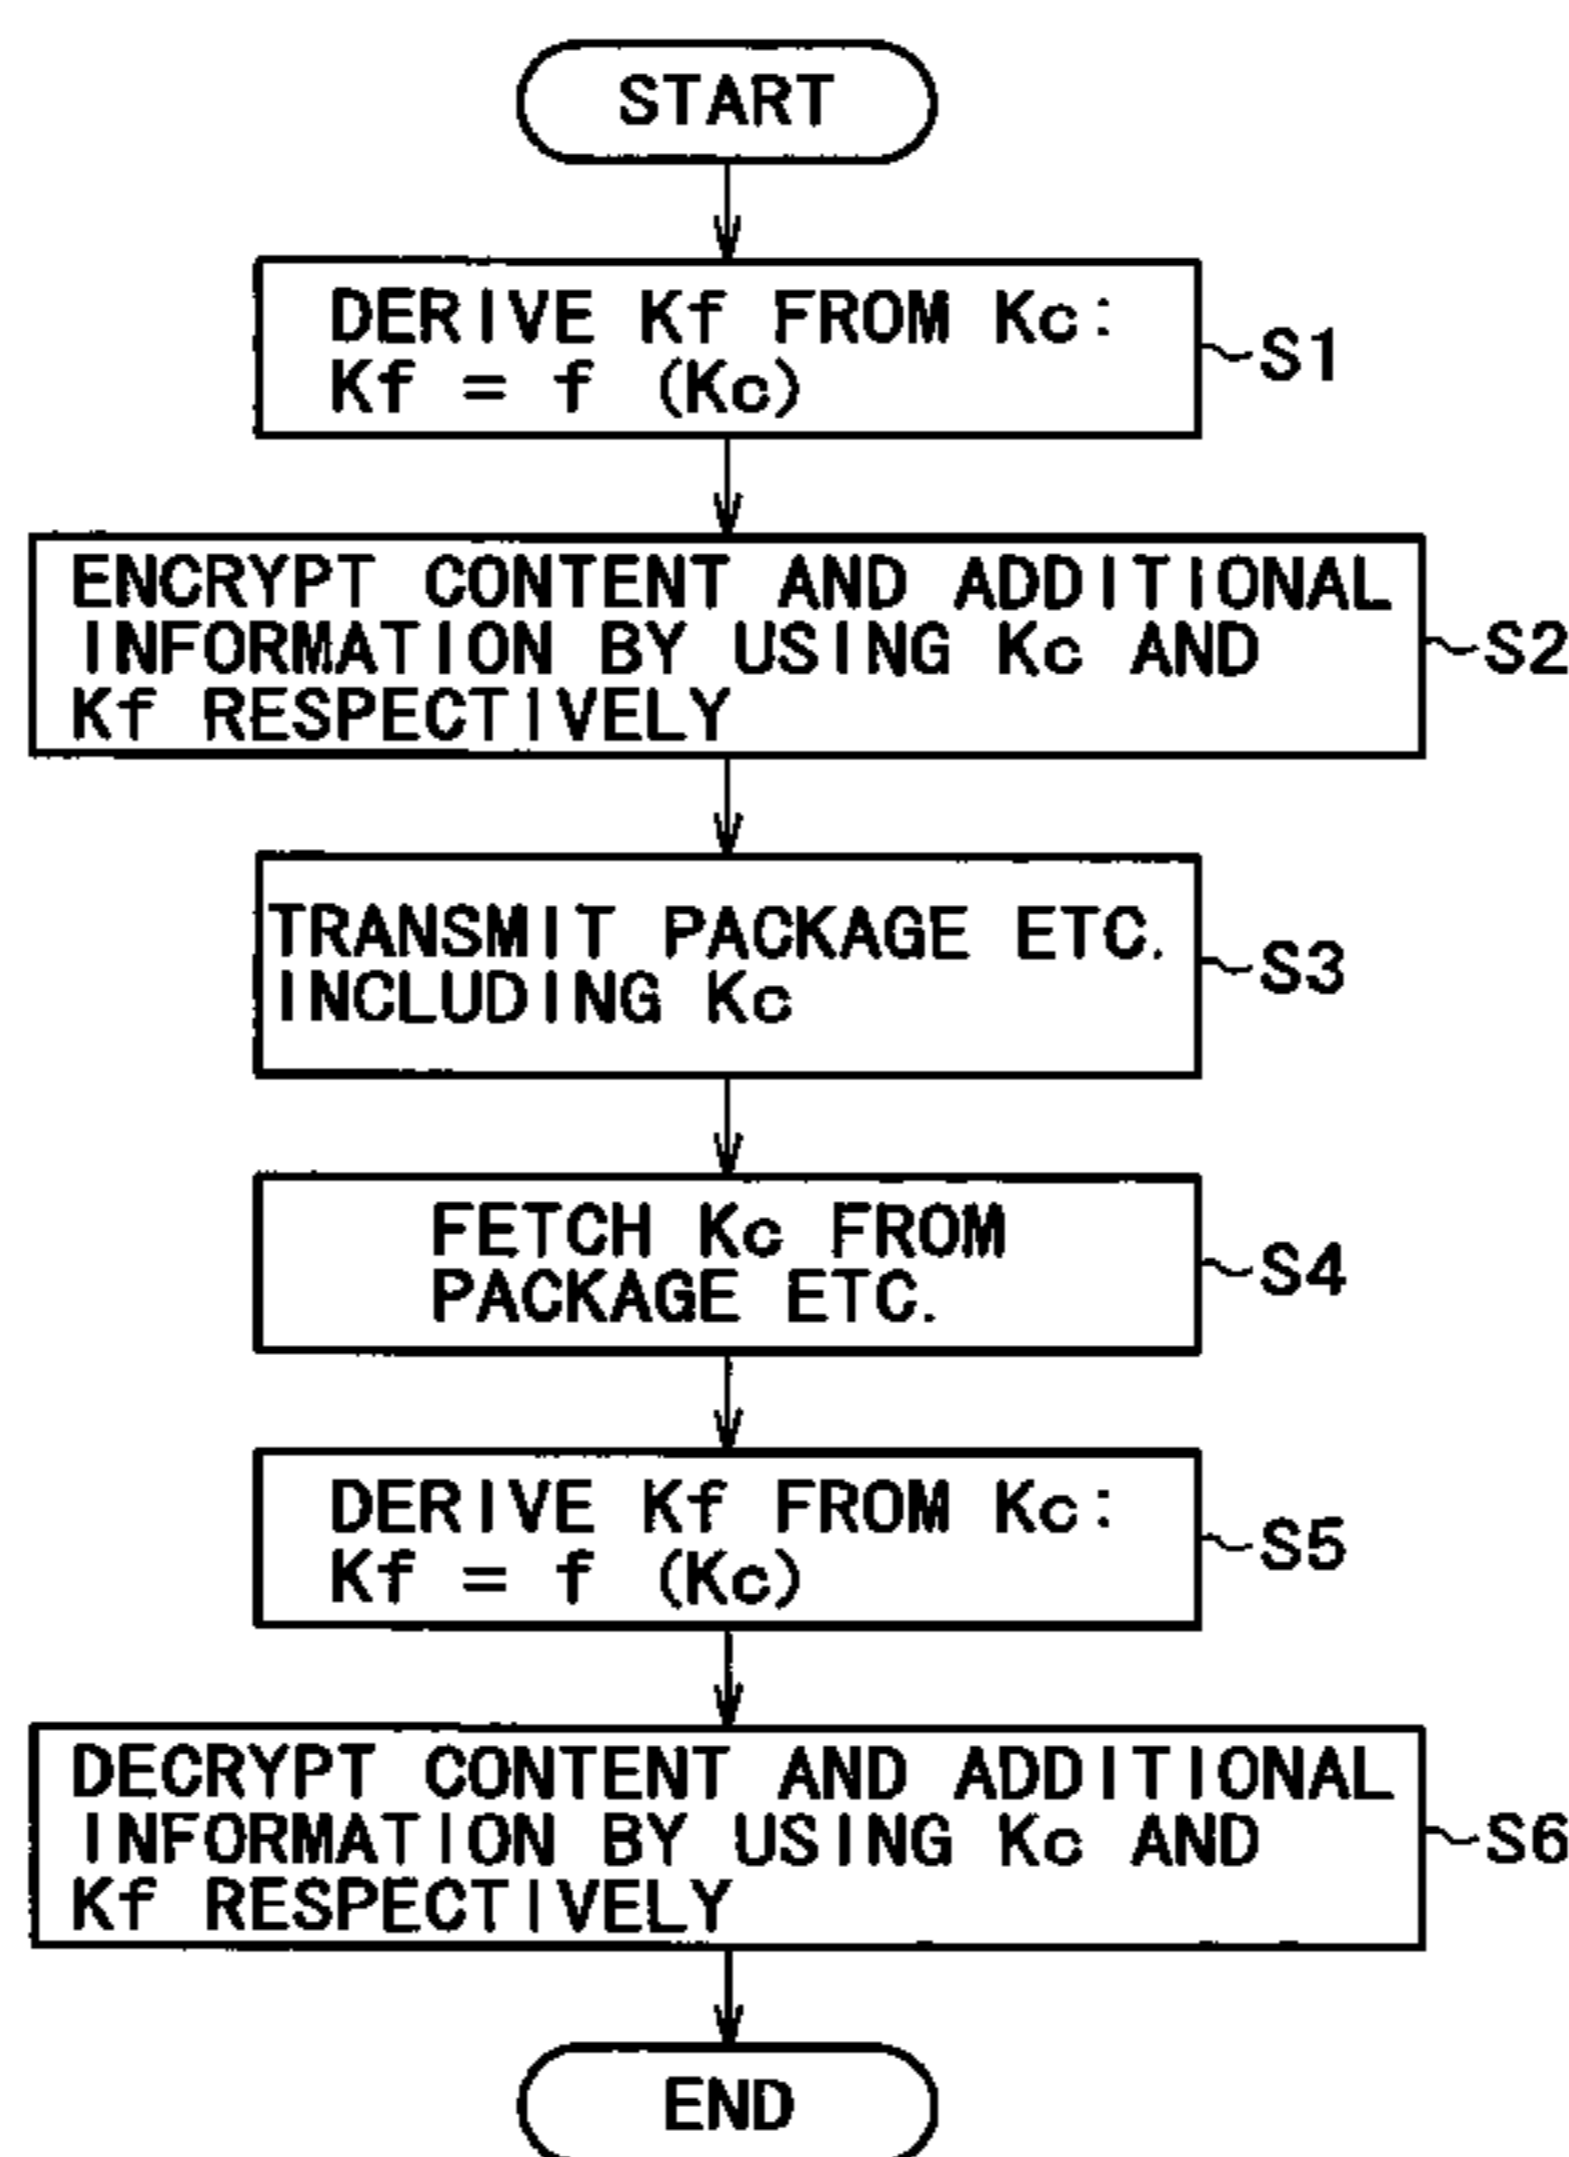 START
DERIVE Kf FROM Kc:
Kf = f (Kc)
S1
ENCRYPT CONTENT AND ADDITIONAL
INFORMATION BY USING Kc AND
Kf RESPECTIVELY
S2
TRANSMIT PACKAGE ETC.
INCLUDING Kc
S3
FETCH Kc FROM
PACKAGE ETC.
S4
DERIVE Kf FROM Kc:
Kf = f (Kc)
S5
DECRYPT CONTENT AND ADDITIONAL
INFORMATION BY USING Kc AND
Kf RESPECTIVELY
S6
END